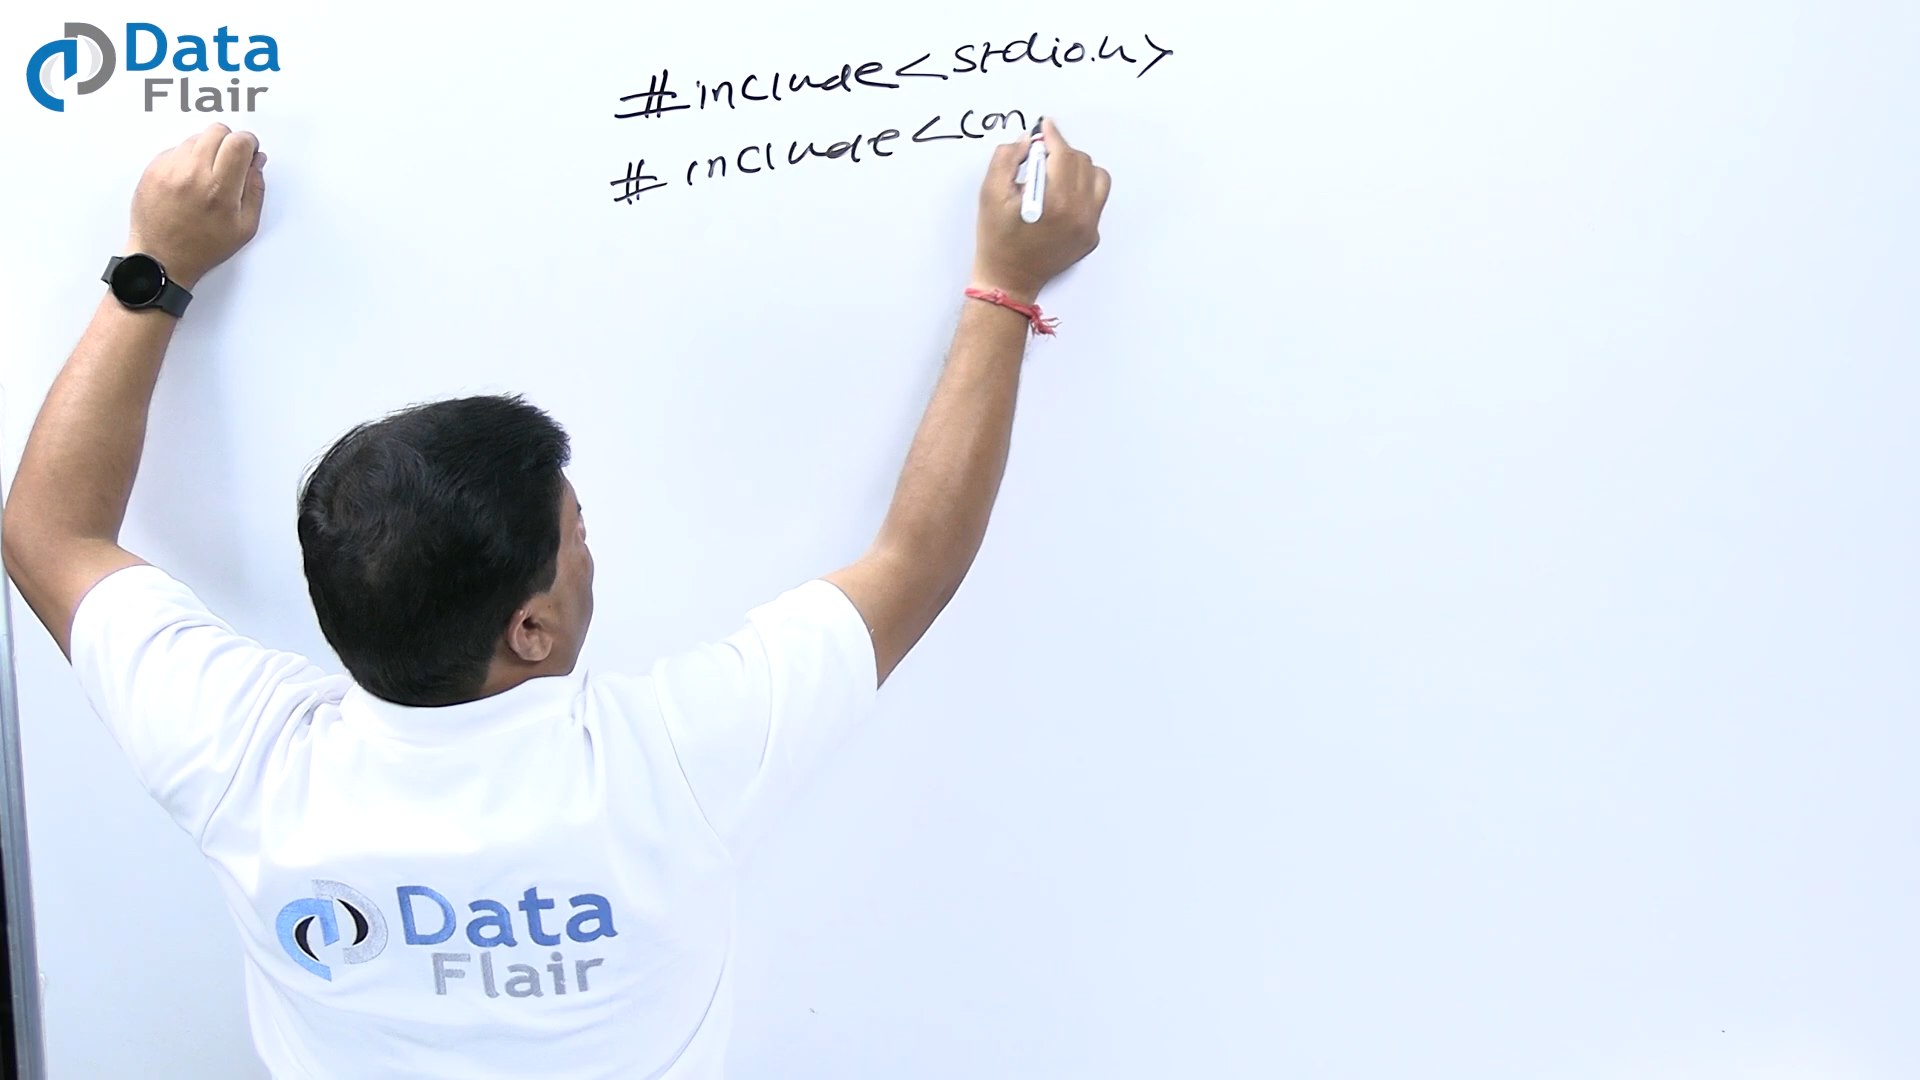 Data
Flair
#include<stdio.h>
#include<con
Data
Flair